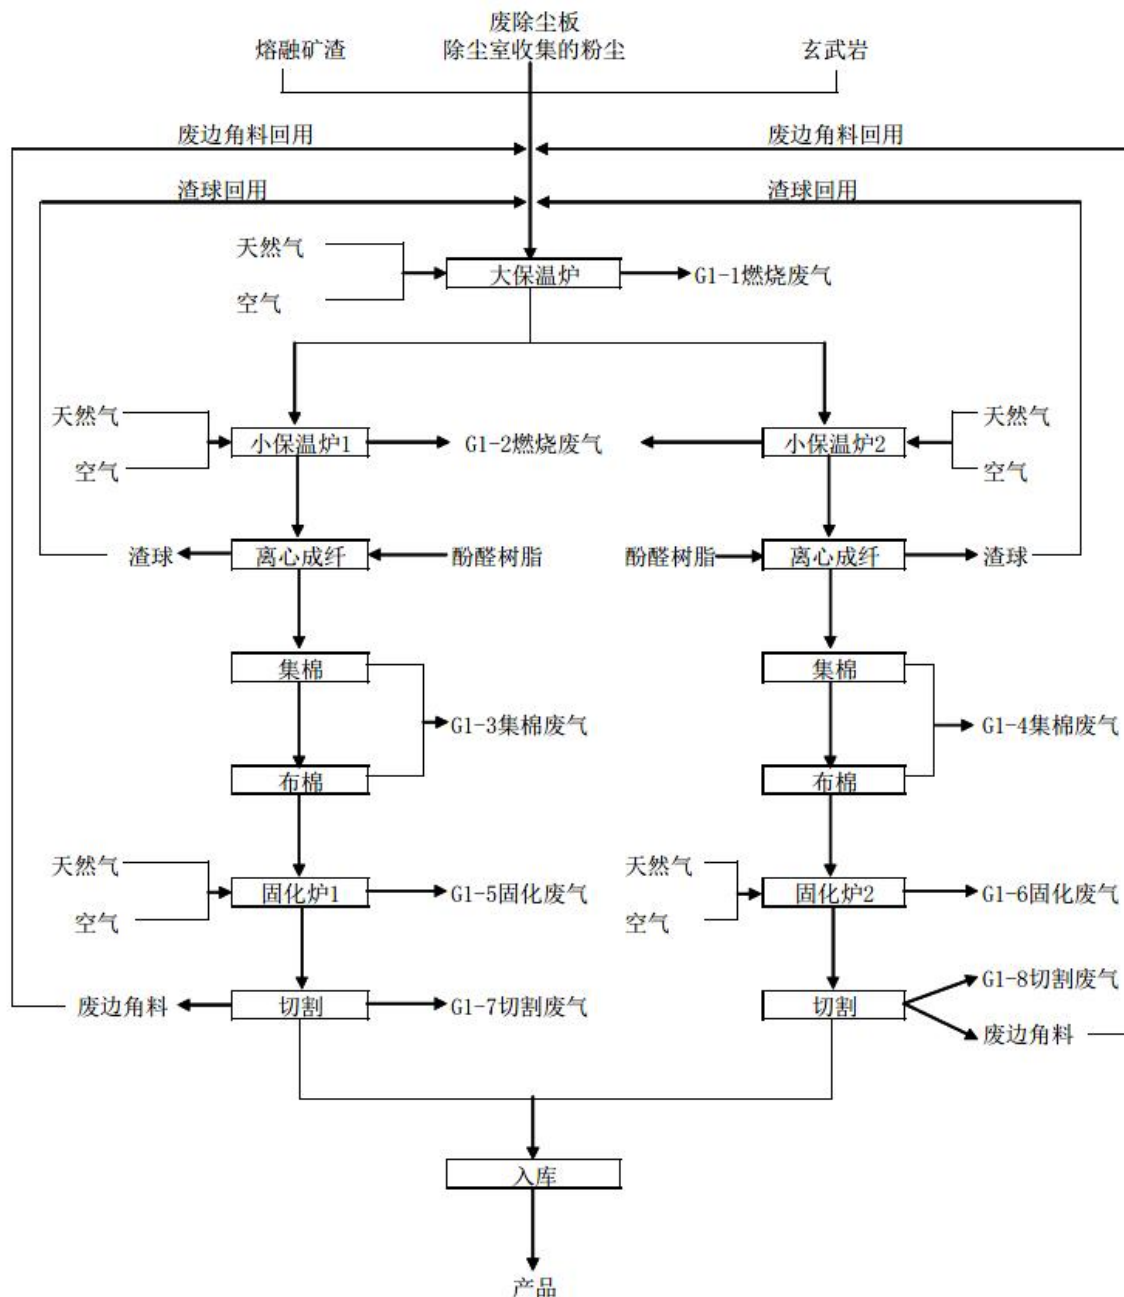 废除尘板
熔融矿渣 除尘室收集的粉尘 玄武岩
废边角料回用 废边角料回用
渣球回用 渣球回用
天然气
大保温炉 G1-1燃烧废气
空气
天然气 天然气
小保温炉1 G1-2燃烧废气 小保温炉2
空气 空气
渣球 离心成纤 酚醛树脂 酚醛树脂 离心成纤 渣球
集棉 集棉
G1-3集棉废气 G1-4集棉废气
布棉 布棉
天然气 天然气
固化炉1 G1-5固化废气 固化炉2 G1-6固化废气
空气 空气
G1-8切割废气
废边角料 切割 G1-7切割废气 切割
废边角料
入库
产品